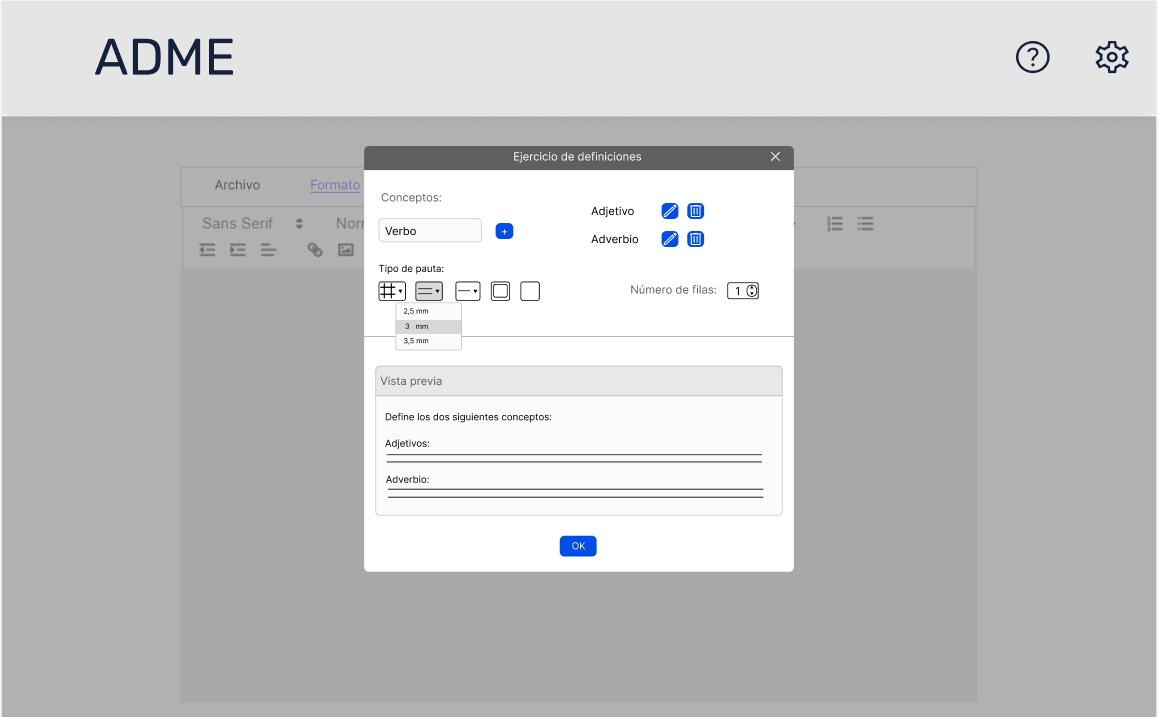 ADME
?
Ejercicio de definiciones
Archivo
Formato
Conceptos:
Adjetivo
Sans Serif
Norr
Verbo
+
Adverbio
Tipo de pauta:
Número de filas:
1
2,5 mm
3 mm
3,5 mm
Vista previa
Define los dos siguientes conceptos:
Adjetivos:
Adverbio:
OK